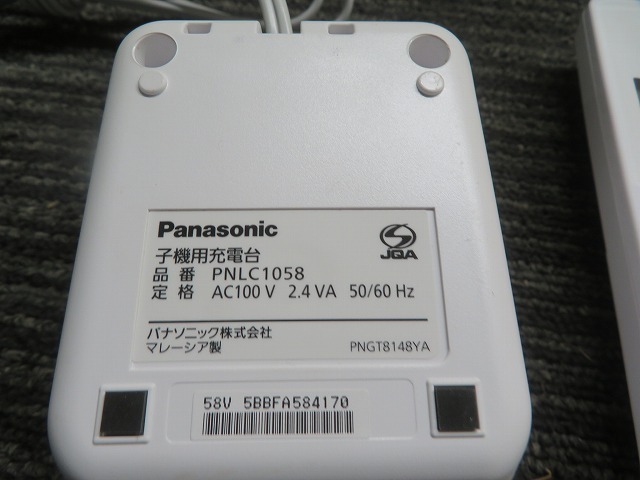 Panasonic
JQA
子機用充電台
品番 PNLC1058
定格 AC100 V 2.4 VA 50/60 Hz
パナソニック株式会社
マレーシア製 PNGT8148YA
58V 5BBFA584170